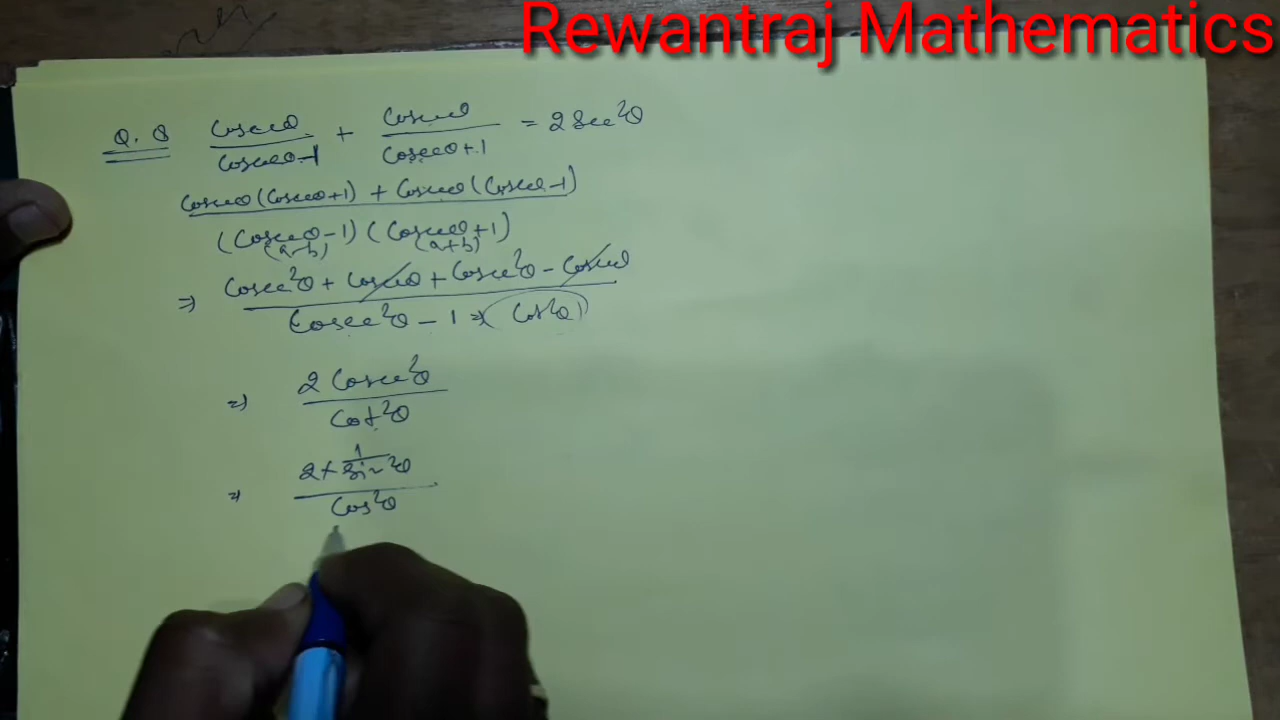 Rewantraj Mathematics
Q. 8 cosecθ/cosecθ-1 + cosecθ/cosecθ+1 = 2 Sec²θ
cosecθ(cosecθ+1) + cosecθ(cosecθ-1)
(cosecθ-1)(cosecθ+1)
(a-b) (a+b)
⇒ cosec²θ + cosecθ + cosec²θ - cosecθ
cosec²θ - 1 ⇒
⇒ 2 cosec²θ
cot²θ
⇒ 2 × 1/sin²θ
cos²θ